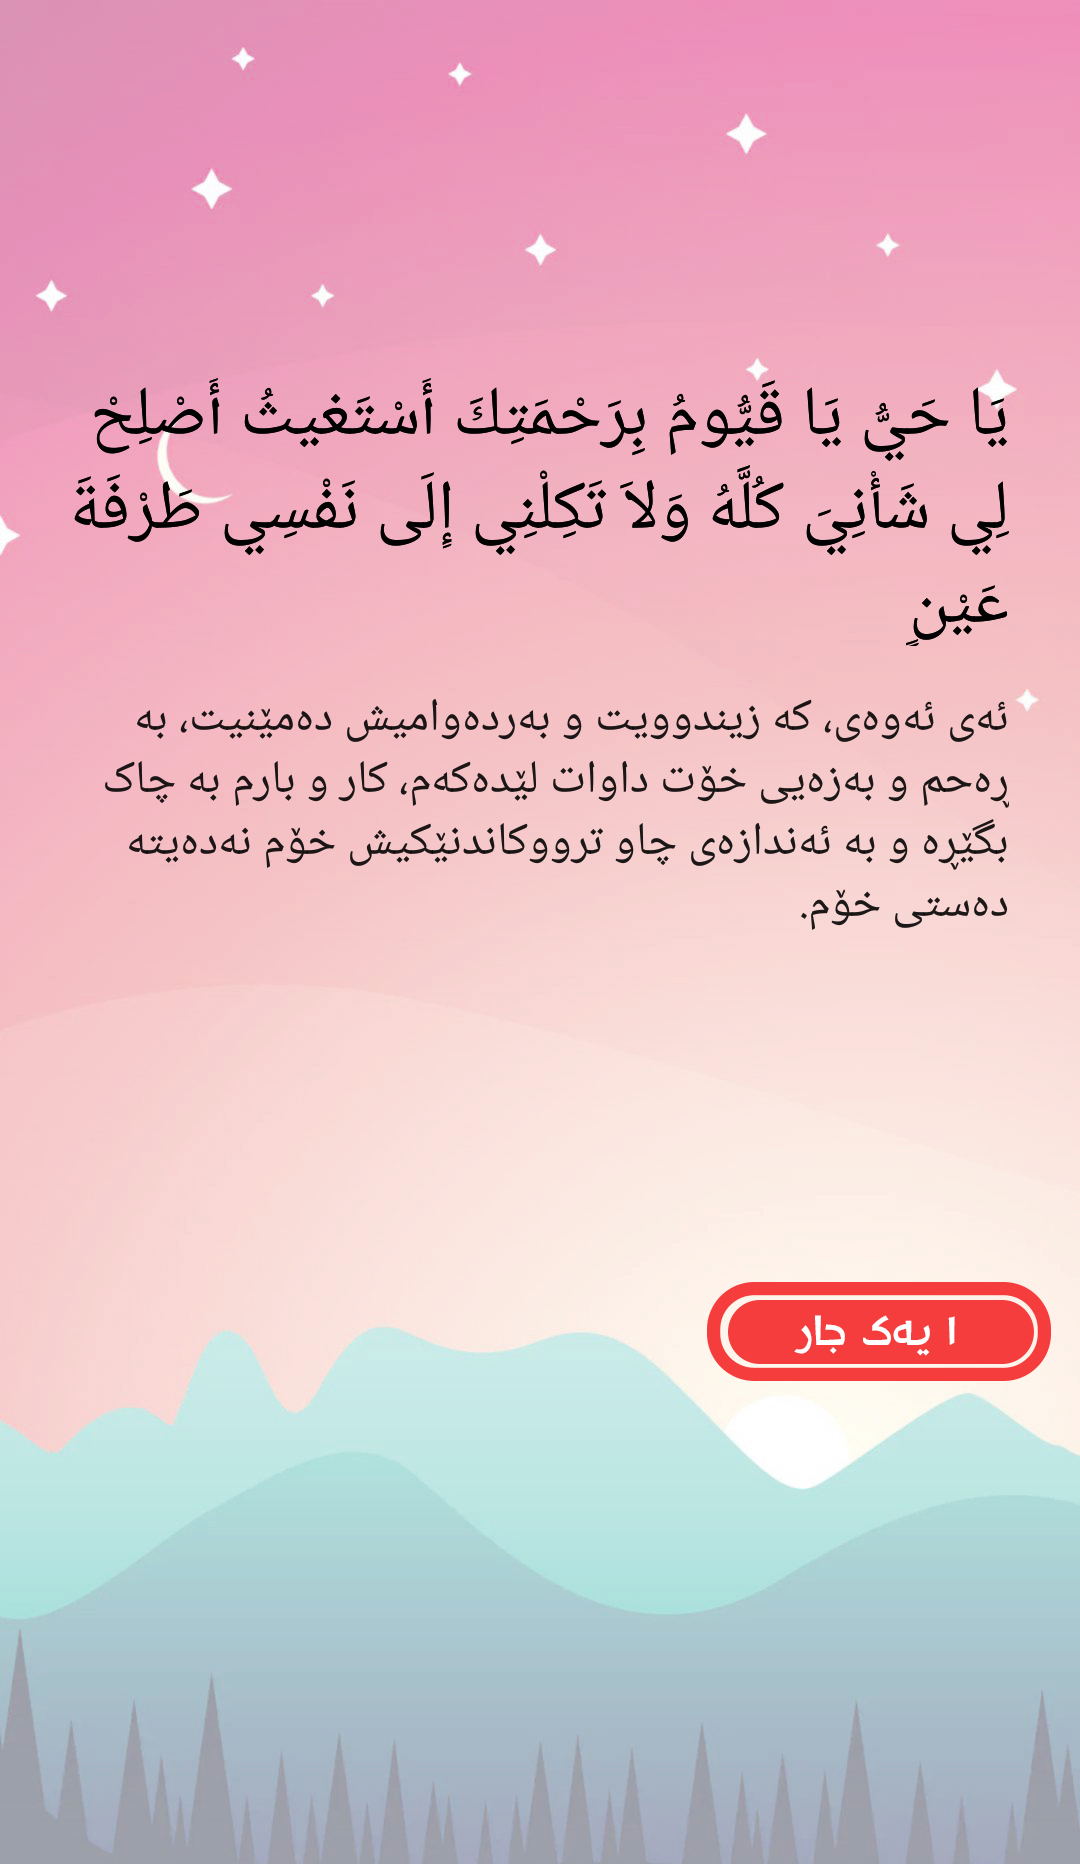 يَا حَيُّ يَا قَيُّومُ بِرَحْمَتِكَ أَسْتَغيثُ أَصْلِحْ
لِي شَأْنِيَ كُلَّهُ وَلاَ تَكِلْنِي إِلَى نَفْسِي طَرْفَةَ
عَيْنٍ
ئەی ئەوەی، کە زیندوویت و بەردەوامیش دەمێنیت، بە
ڕەحم و بەزەیی خۆت داوات لێدەکەم، کار و بارم بە چاک
بگێڕە و بە ئەندازەی چاو ترووکاندنێکیش خۆم نەدەیتە
دەستی خۆم.
١ یەک جار